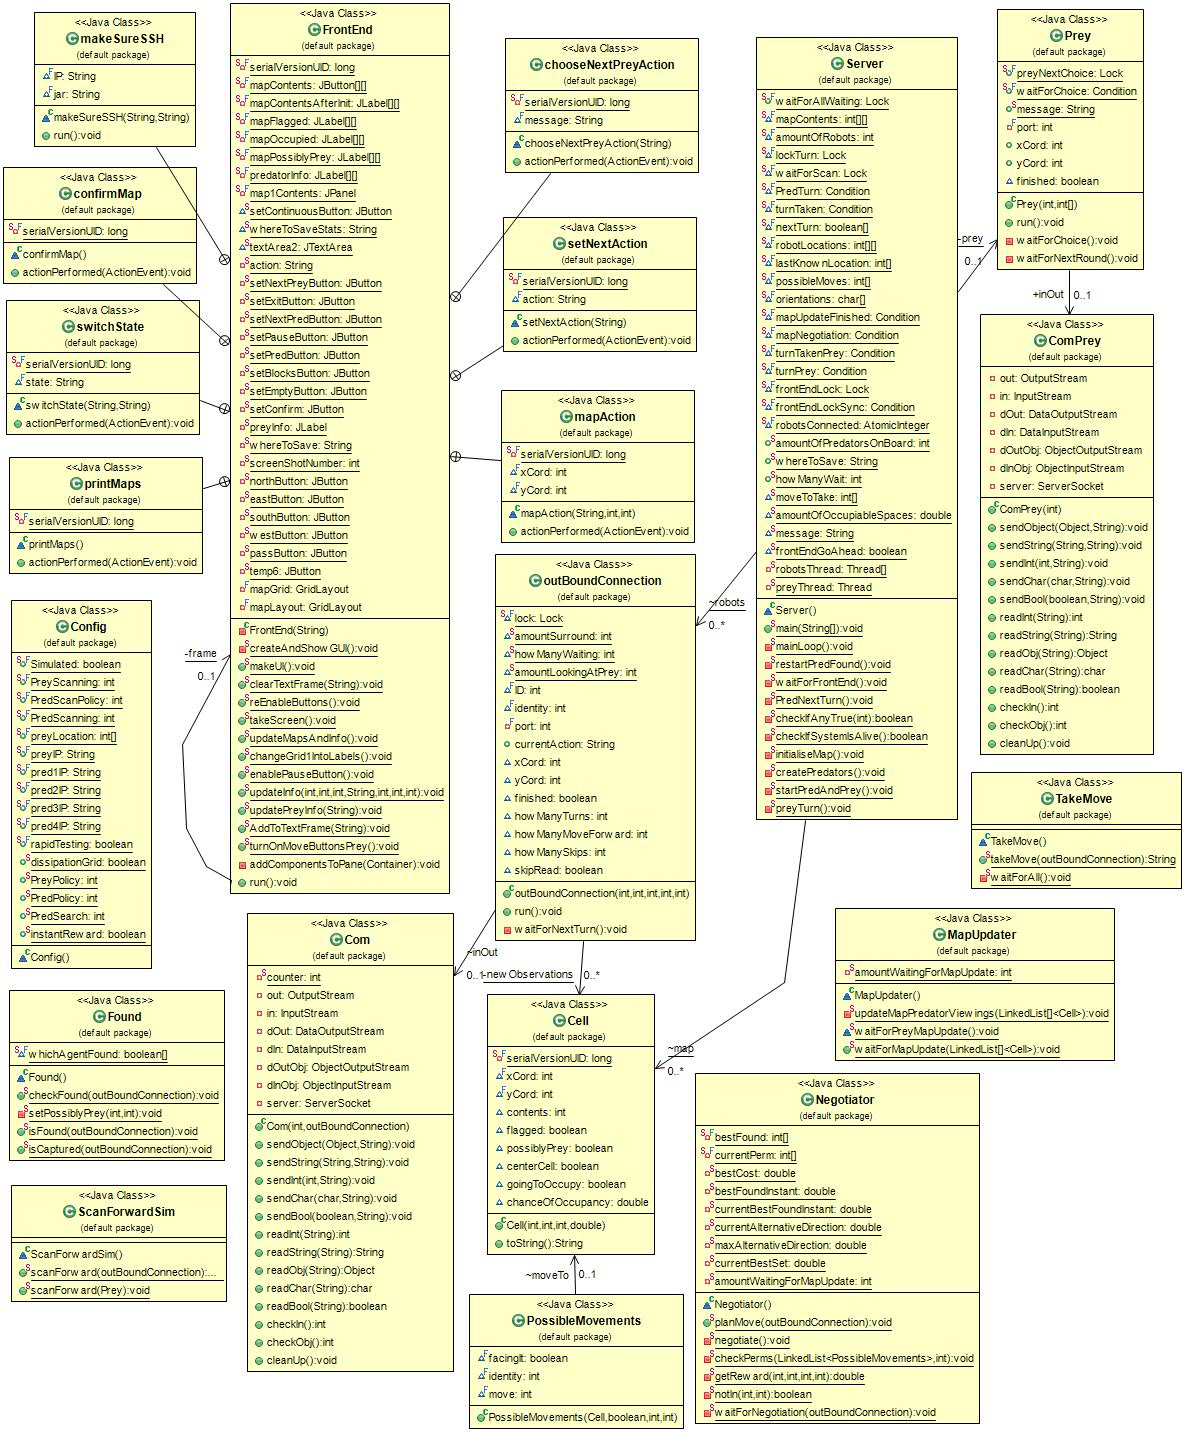 <<Java Class>>
makeSureSSH
(default package)
IP: String
jar: String
makeSureSSH(String,String)
run():void
<<Java Class>>
confirmMap
(default package)
serialVersionUID: long
confirmMap()
actionPerformed(ActionEvent):void
<<Java Class>>
switchState
(default package)
serialVersionUID: long
state: String
switchState(String,String)
actionPerformed(ActionEvent):void
<<Java Class>>
printMaps
(default package)
serialVersionUID: long
printMaps()
actionPerformed(ActionEvent):void
<<Java Class>>
Config
(default package)
Simulated: boolean
PreyScanning: int
PredScanPolicy: int
PredScanning: int
preyLocation: int[]
preyIP: String
pred1IP: String
pred2IP: String
pred3IP: String
pred4IP: String
rapidTesting: boolean
dissipationGrid: boolean
PreyPolicy: int
PredPolicy: int
PredSearch: int
instantReward: boolean
Config()
<<Java Class>>
Found
(default package)
whichAgentFound: boolean[]
Found()
checkFound(outBoundConnection):void
setPossiblyPrey(int,int):void
isFound(outBoundConnection):void
isCaptured(outBoundConnection):void
<<Java Class>>
ScanForwardSim
(default package)
ScanForwardSim()
scanForward(outBoundConnection):...
scanForward(Prey):void
<<Java Class>>
FrontEnd
(default package)
serialVersionUID: long
mapContents: JButton[][]
mapContentsAfterInit: JLabel[][]
mapFlagged: JLabel[][]
mapOccupied: JLabel[][]
mapPossiblyPrey: JLabel[][]
predatorInfo: JLabel[][]
map1Contents: JPanel
setContinuousButton: JButton
whereToSaveStats: String
textArea2: JTextArea
action: String
setNextPreyButton: JButton
setExitButton: JButton
setNextPredButton: JButton
setPauseButton: JButton
setPredButton: JButton
setBlocksButton: JButton
setEmptyButton: JButton
setConfirm: JButton
preyInfo: JLabel
whereToSave: String
screenShotNumber: int
northButton: JButton
eastButton: JButton
southButton: JButton
westButton: JButton
passButton: JButton
temp6: JButton
mapGrid: GridLayout
mapLayout: GridLayout
FrontEnd(String)
createAndShowGUI():void
makeUI():void
clearTextFrame(String):void
reEnableButtons():void
takeScreen():void
updateMapsAndInfo():void
changeGrid1IntoLabels():void
enablePauseButton():void
updateInfo(int,int,int,String,int,int,int):void
updatePreyInfo(String):void
AddToTextFrame(String):void
turnOnMoveButtonsPrey():void
addComponentsToPane(Container):void
run():void
-frame
0..1
<<Java Class>>
Com
(default package)
counter: int
out: OutputStream
in: InputStream
dOut: DataOutputStream
dIn: DataInputStream
dOutObj: ObjectOutputStream
dInObj: ObjectInputStream
server: ServerSocket
Com(int,outBoundConnection)
sendObject(Object,String):void
sendString(String,String):void
sendInt(int,String):void
sendChar(char,String):void
sendBool(boolean,String):void
readInt(String):int
readString(String):String
readObj(String):Object
readChar(String):char
readBool(String):boolean
checkIn():int
checkObj():int
cleanUp():void
<<Java Class>>
chooseNextPreyAction
(default package)
serialVersionUID: long
message: String
chooseNextPreyAction(String)
actionPerformed(ActionEvent):void
<<Java Class>>
setNextAction
(default package)
serialVersionUID: long
action: String
setNextAction(String)
actionPerformed(ActionEvent):void
<<Java Class>>
mapAction
(default package)
serialVersionUID: long
xCord: int
yCord: int
mapAction(String,int,int)
actionPerformed(ActionEvent):void
<<Java Class>>
outBoundConnection
(default package)
lock: Lock
amountSurround: int
howManyWaiting: int
amountLookingAtPrey: int
ID: int
identity: int
port: int
currentAction: String
xCord: int
yCord: int
finished: boolean
howManyTurns: int
howManyMoveForward: int
howManySkips: int
skipRead: boolean
outBoundConnection(int,int,int,int,int)
run():void
waitForNextTurn():void
~inOut
0..1
-newObservations
0..*
<<Java Class>>
Cell
(default package)
serialVersionUID: long
xCord: int
yCord: int
contents: int
flagged: boolean
possiblyPrey: boolean
centerCell: boolean
goingToOccupy: boolean
chanceOfOccupancy: double
Cell(int,int,int,double)
toString():String
~moveTo
0..1
<<Java Class>>
PossibleMovements
(default package)
facingIt: boolean
identity: int
move: int
PossibleMovements(Cell,boolean,int,int)
<<Java Class>>
Server
(default package)
waitForAllWaiting: Lock
mapContents: int[][]
amountOfRobots: int
lockTurn: Lock
waitForScan: Lock
PredTurn: Condition
turnTaken: Condition
nextTurn: boolean[]
robotLocations: int[][]
lastKnownLocation: int[]
possibleMoves: int[]
orientations: char[]
mapUpdateFinished: Condition
mapNegotiation: Condition
turnTakenPrey: Condition
turnPrey: Condition
frontEndLock: Lock
frontEndLockSync: Condition
robotsConnected: AtomicInteger
amountOfPredatorsOnBoard: int
whereToSave: String
howManyWait: int
moveToTake: int[]
amountOfOccupiableSpaces: double
message: String
frontEndGoAhead: boolean
robotsThread: Thread[]
preyThread: Thread
Server()
main(String[]):void
mainLoop():void
restartPredFound():void
waitForFrontEnd():void
PredNextTurn():void
checkIfAnyTrue(int):boolean
checkIfSystemIsAlive():boolean
initialiseMap():void
createPredators():void
startPredAndPrey():void
preyTurn():void
~robots
0..*
~map
0..*
-prey
0..1
<<Java Class>>
Prey
(default package)
preyNextChoice: Lock
waitForChoice: Condition
message: String
port: int
xCord: int
yCord: int
finished: boolean
Prey(int,int[])
run():void
waitForChoice():void
waitForNextRound():void
+inOut
0..1
<<Java Class>>
ComPrey
(default package)
out: OutputStream
in: InputStream
dOut: DataOutputStream
dIn: DataInputStream
dOutObj: ObjectOutputStream
dInObj: ObjectInputStream
server: ServerSocket
ComPrey(int)
sendObject(Object,String):void
sendString(String,String):void
sendInt(int,String):void
sendChar(char,String):void
sendBool(boolean,String):void
readInt(String):int
readString(String):String
readObj(String):Object
readChar(String):char
readBool(String):boolean
checkIn():int
checkObj():int
cleanUp():void
<<Java Class>>
TakeMove
(default package)
TakeMove()
takeMove(outBoundConnection):String
waitForAll():void
<<Java Class>>
MapUpdater
(default package)
amountWaitingForMapUpdate: int
MapUpdater()
updateMapPredatorViewings(LinkedList[]<Cell>):void
waitForPreyMapUpdate():void
waitForMapUpdate(LinkedList[]<Cell>):void
<<Java Class>>
Negotiator
(default package)
bestFound: int[]
currentPerm: int[]
bestCost: double
bestFoundInstant: double
currentBestFoundInstant: double
currentAlternativeDirection: double
maxAlternativeDirection: double
currentBestSet: double
amountWaitingForMapUpdate: int
Negotiator()
planMove(outBoundConnection):void
negotiate():void
checkPerms(LinkedList<PossibleMovements>,int):void
getReward(int,int,int,int):double
notIn(int,int):boolean
waitForNegotiation(outBoundConnection):void